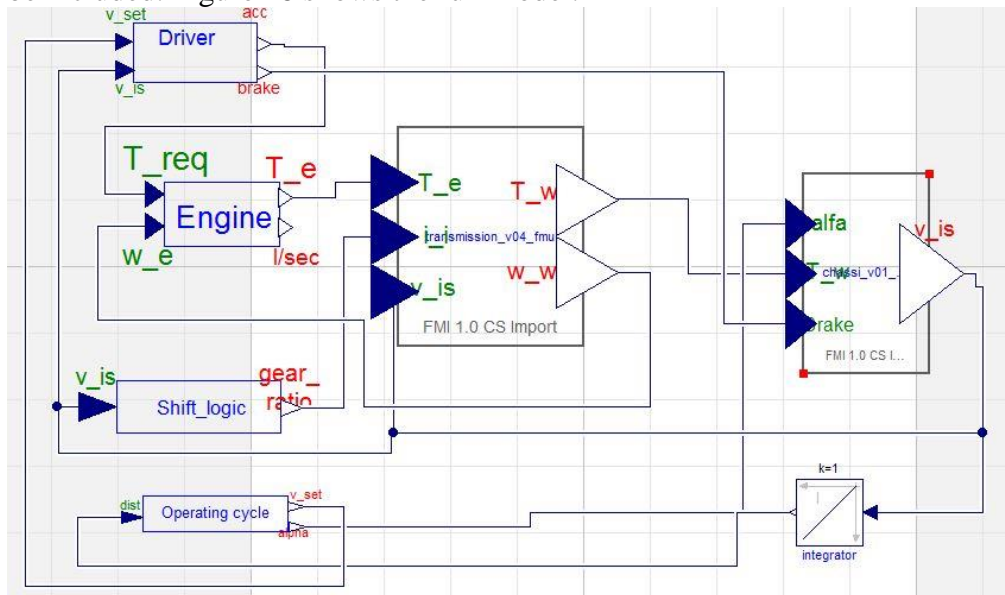 v_set
acc
Driver
v_is
brake
T_req
T_e
Engine
w_e
l/sec
T_e
T_w
i_i
transmission_v04_fmu
w_w
v_is
FMI 1.0 CS Import
alfa
v_is
T_w
chassi_v01_...
Brake
FMI 1.0 CS I...
v_is
gear_
ratio
Shift_logic
k=1
dist
v_set
Operating cycle
alpha
I
integrator